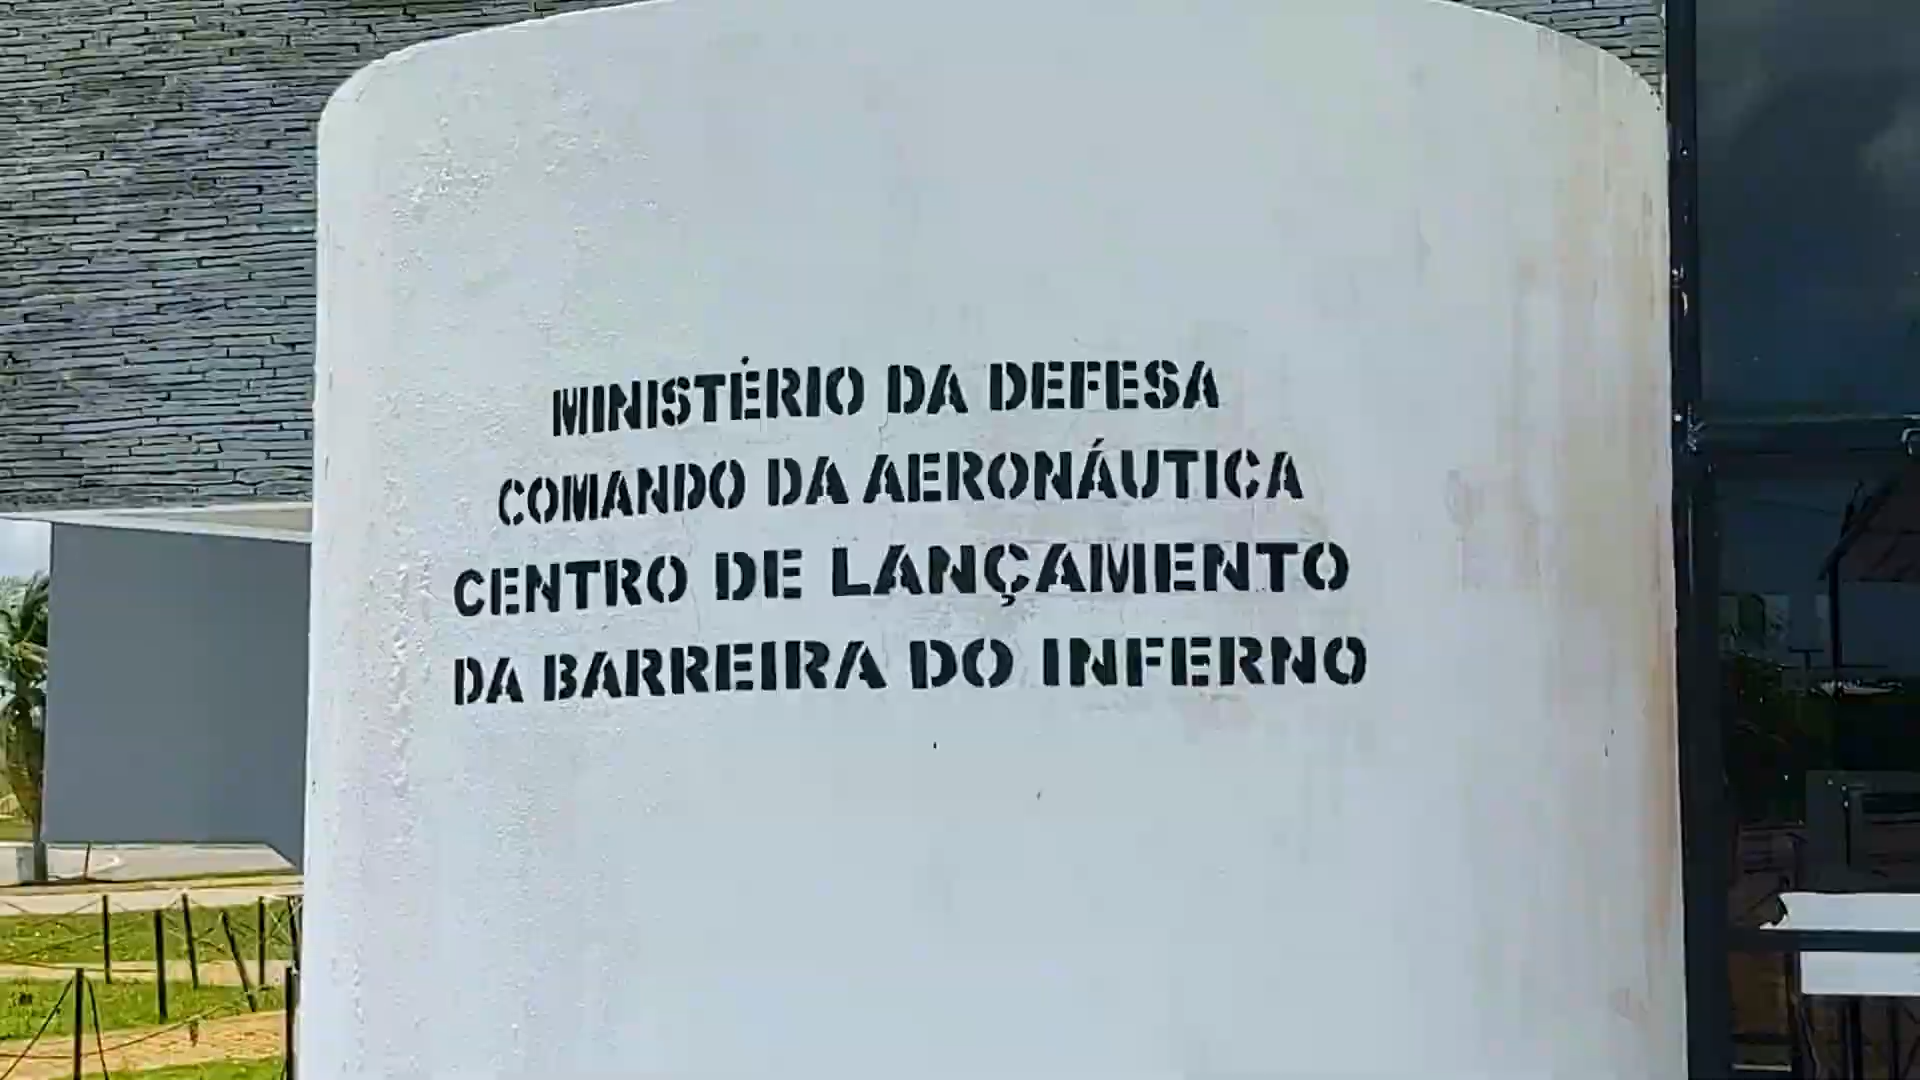 MINISTÉRIO DA DEFESA
COMANDO DA AERONÁUTICA
CENTRO DE LANÇAMENTO
DA BARREIRA DO INFERNO